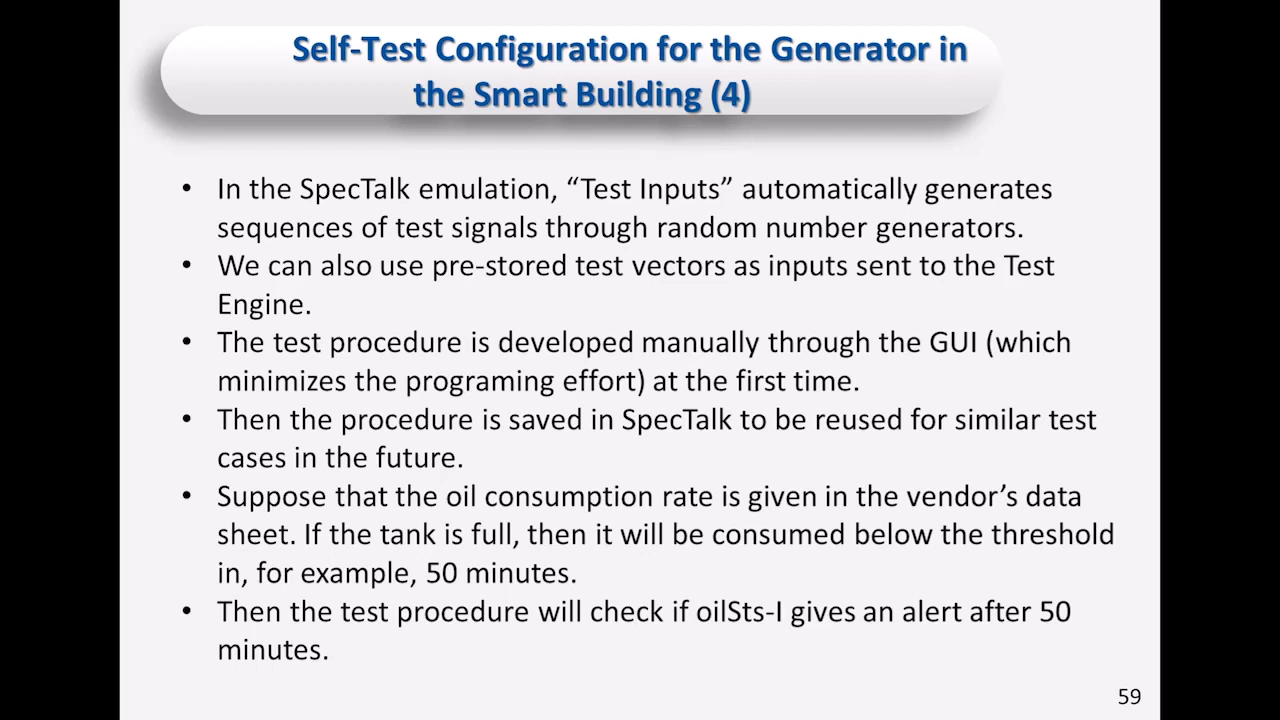 Self-Test Configuration for the Generator in
the Smart Building (4)
• In the SpecTalk emulation, “Test Inputs” automatically generates
sequences of test signals through random number generators.
• We can also use pre-stored test vectors as inputs sent to the Test
Engine.
• The test procedure is developed manually through the GUI (which
minimizes the programing effort) at the first time.
• Then the procedure is saved in SpecTalk to be reused for similar test
cases in the future.
• Suppose that the oil consumption rate is given in the vendor’s data
sheet. If the tank is full, then it will be consumed below the threshold
in, for example, 50 minutes.
• Then the test procedure will check if oilSts-I gives an alert after 50
minutes.
59